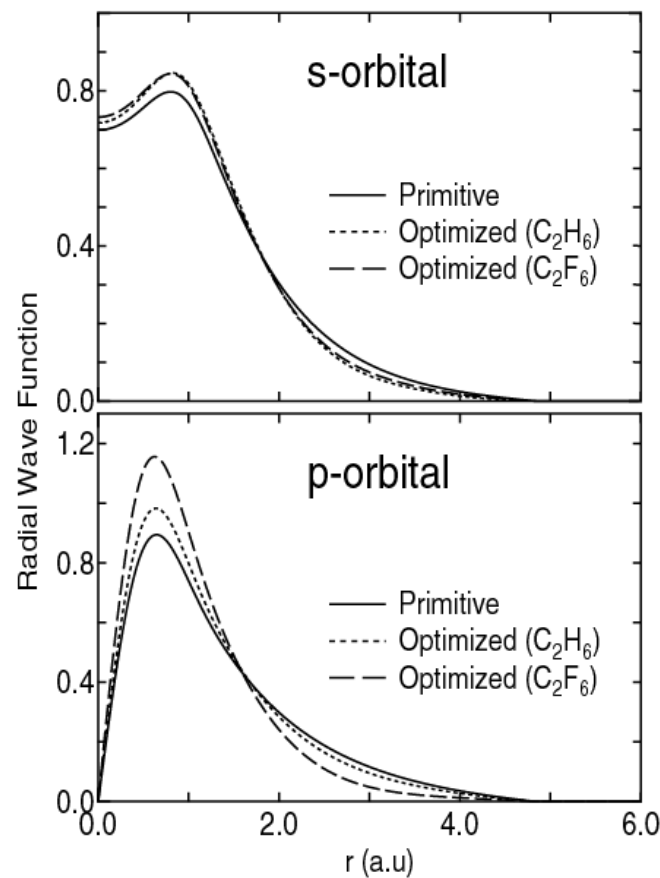 s-orbital
0.8
0.4
0.0
Primitive
Optimized (C₂H₆)
Optimized (C₂F₆)
Radial Wave Function
p-orbital
1.2
0.8
0.4
0.0
Primitive
Optimized (C₂H₆)
Optimized (C₂F₆)
0.0 2.0 4.0 6.0
r (a.u)